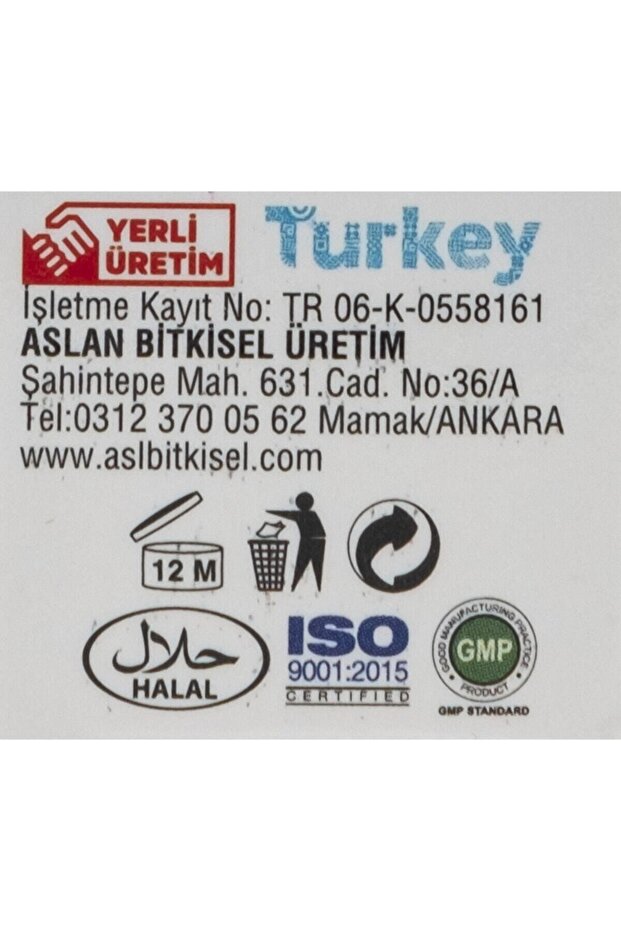 YERLİ
ÜRETİM
Turkey
İşletme Kayıt No: TR 06-K-0558161
ASLAN BİTKİSEL ÜRETİM
Şahintepe Mah. 631.Cad. No:36/A
Tel:0312 370 05 62 Mamak/ANKARA
www.aslbitkisel.com
12 M
حلال
HALAL
ISO
9001:2015
CERTIFIED
GOOD MANUFACTURING PRACTICE
GMP
PRODUCT
GMP STANDARD